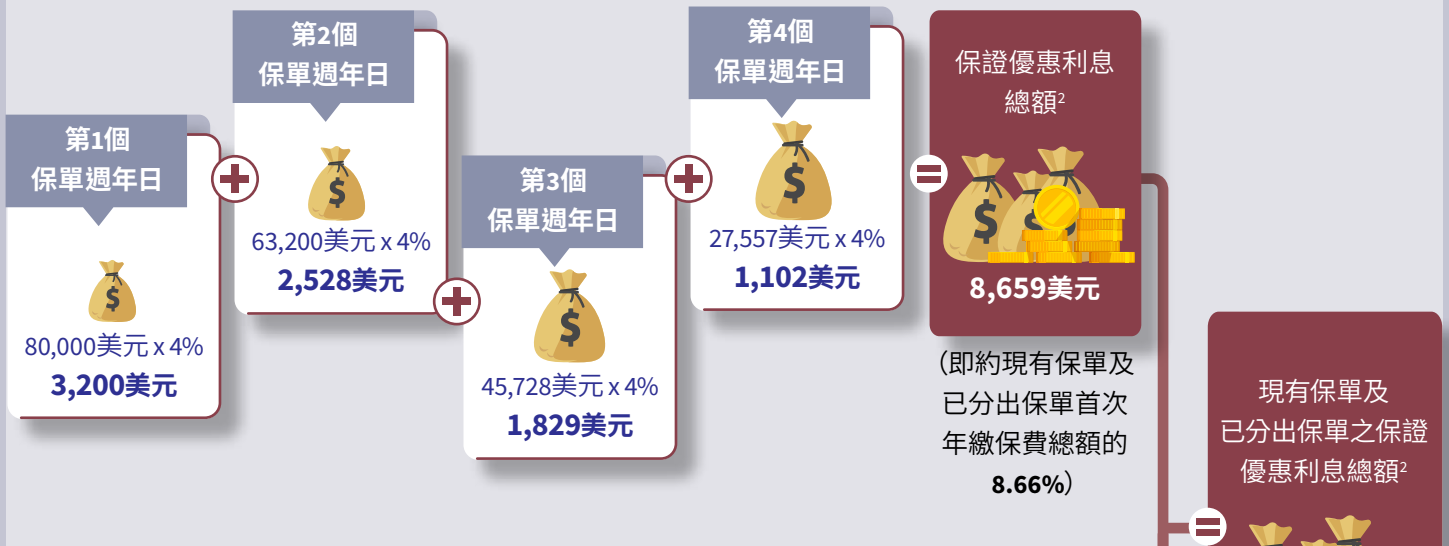 第1個
保單週年日
$
80,000美元 x 4%
3,200美元
第2個
保單週年日
$
63,200美元 x 4%
2,528美元
第3個
保單週年日
$
45,728美元 x 4%
1,829美元
第4個
保單週年日
$
27,557美元 x 4%
1,102美元
保證優惠利息
總額2
$ $ $
8,659美元
(即約現有保單及
已分出保單首次
年繳保費總額的
8.66%)
現有保單及
已分出保單之保證
優惠利息總額2